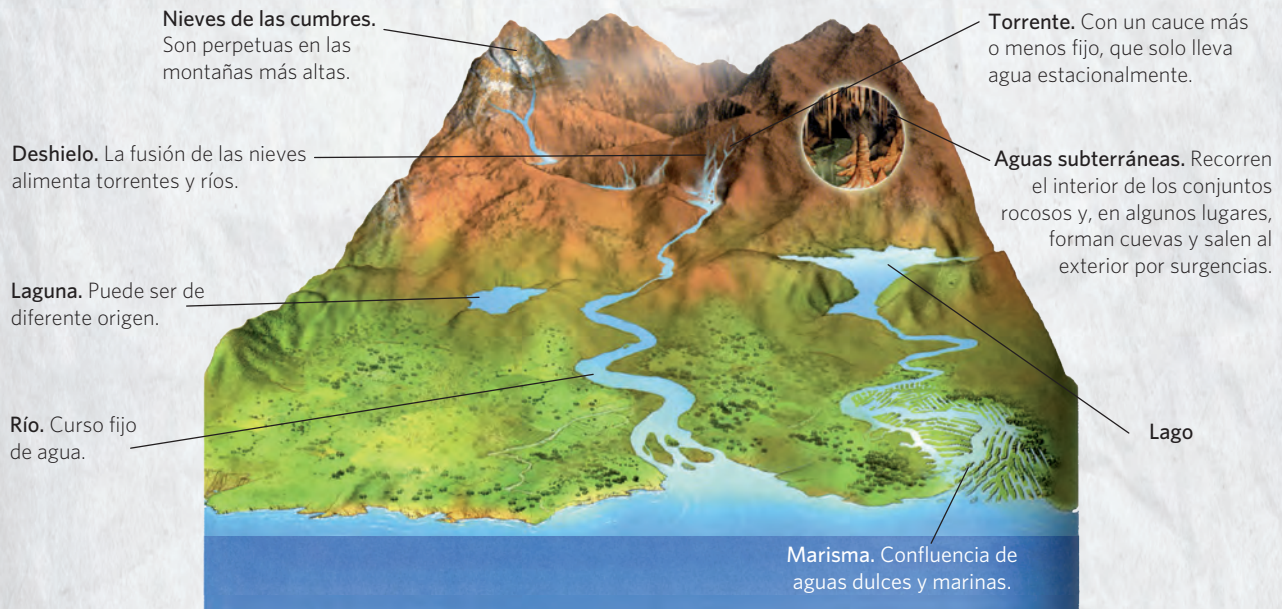 Nieves de las cumbres.
Son perpetuas en las
montañas más altas.
Torrente. Con un cauce más
o menos fijo, que solo lleva
agua estacionalmente.
Deshielo. La fusión de las nieves
alimenta torrentes y ríos.
Aguas subterráneas. Recorren
el interior de los conjuntos
rocosos y, en algunos lugares,
forman cuevas y salen al
exterior por surgencias.
Laguna. Puede ser de
diferente origen.
Río. Curso fijo
de agua.
Lago
Marisma. Confluencia de
aguas dulces y marinas.